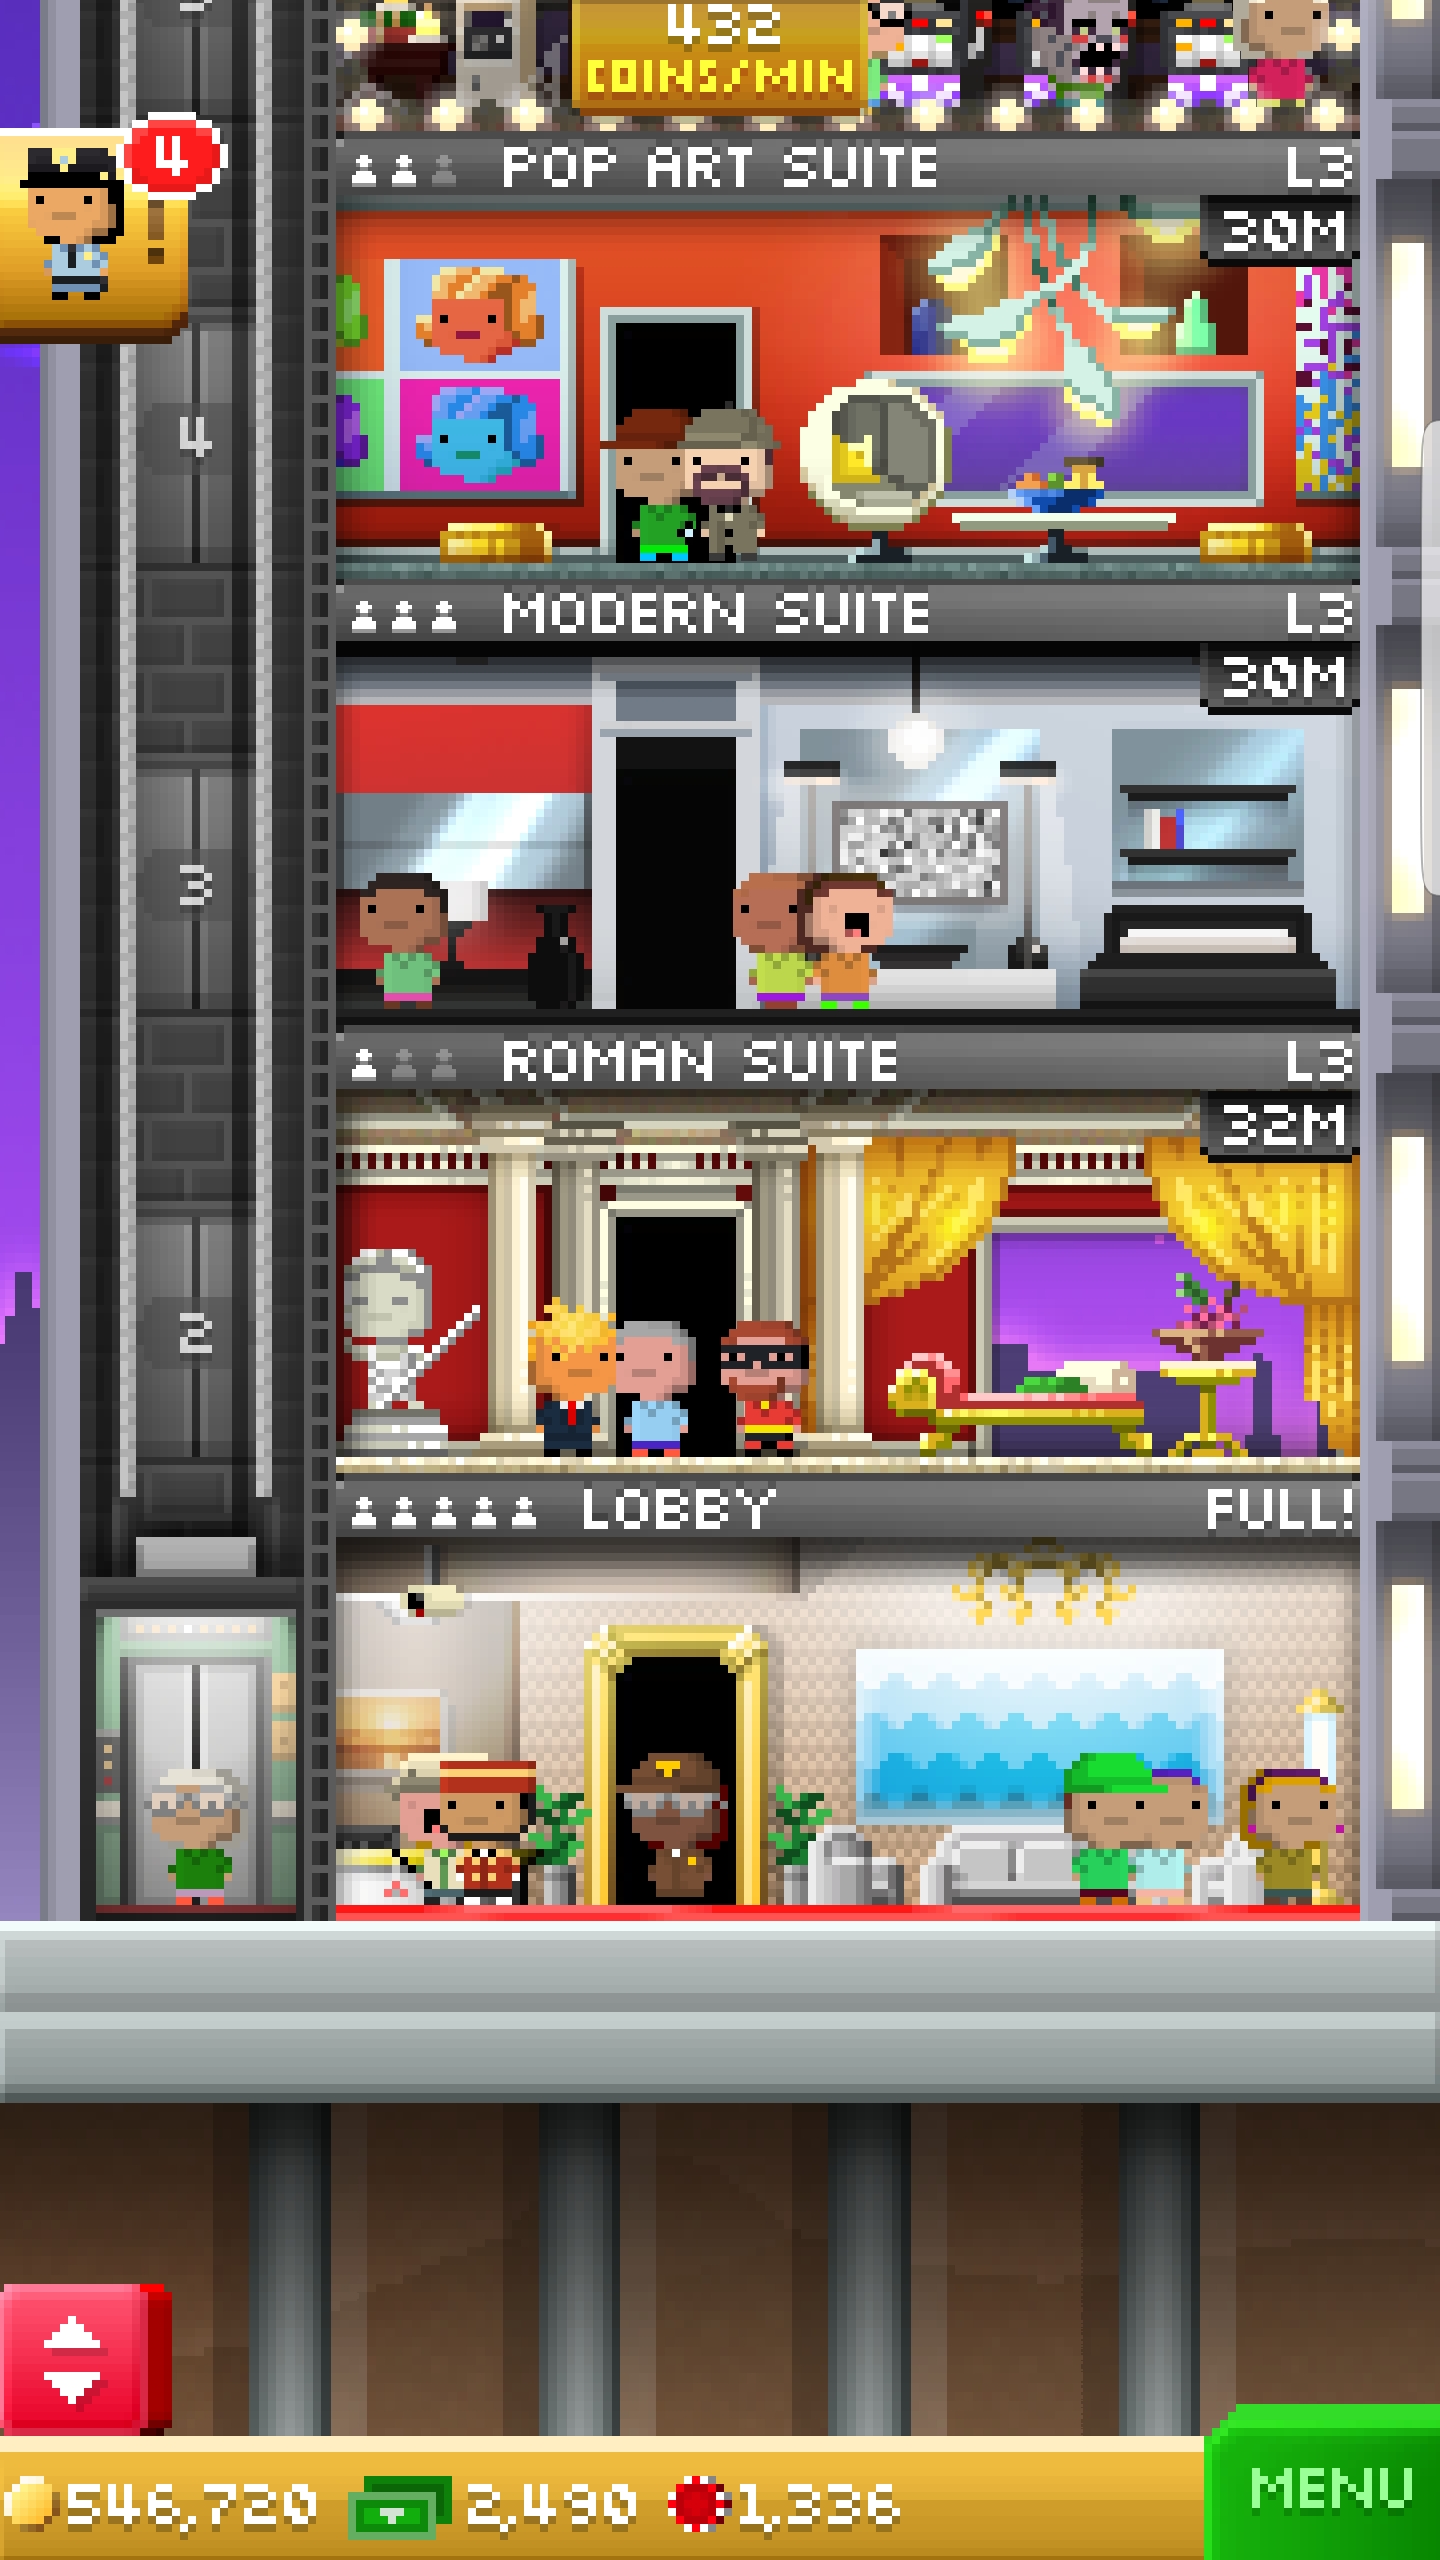 432
COINS/MIN
4
!
POP ART SUITE L3
30M
4
MODERN SUITE L3
30M
3
ROMAN SUITE L3
32M
2
LOBBY FULL!
546,720 2,490 1,336
MENU